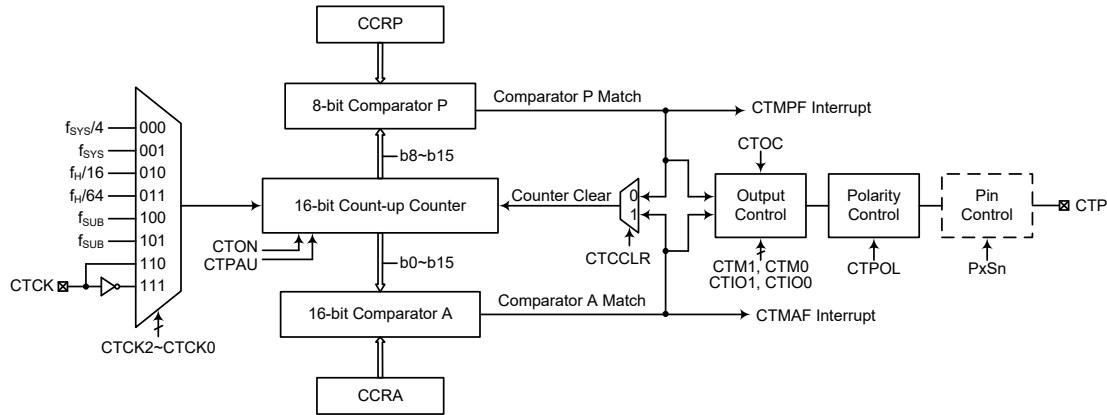 CCRP
8-bit Comparator P
Comparator P Match
CTMPF Interrupt
fSYS/4
000
fSYS
001
fH/16
010
fH/64
011
fSUB
100
fSUB
101
110
CTCK
111
CTCK2~CTCK0
b8~b15
16-bit Count-up Counter
Counter Clear
0
1
CTCCLR
CTON
CTPAU
b0~b15
CTOC
Output
Control
CTM1, CTM0
CTIO1, CTIO0
Polarity
Control
CTPOL
Pin
Control
PxSn
CTP
16-bit Comparator A
Comparator A Match
CTMAF Interrupt
CCRA